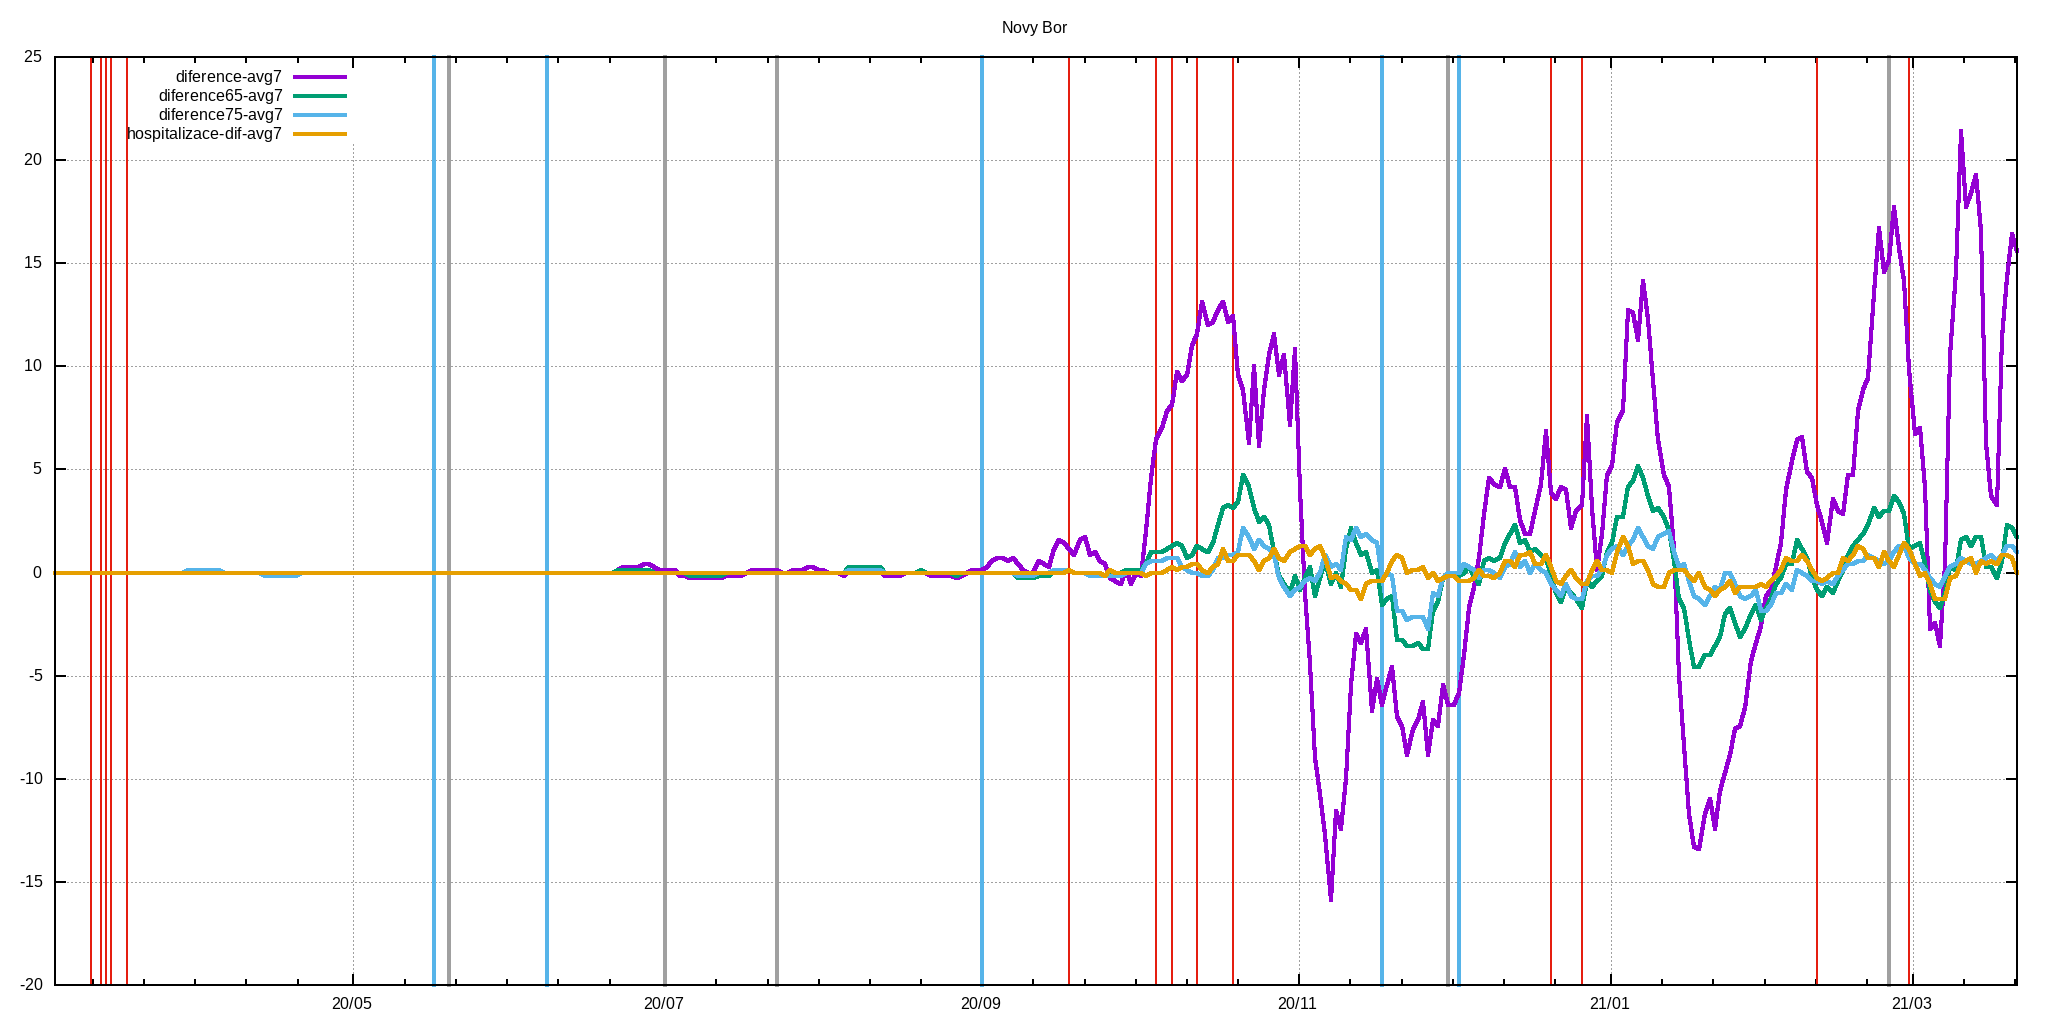 Novy Bor
25
20
15
10
5
0
-5
-10
-15
-20
diference-avg7
diference65-avg7
diference75-avg7
hospitalizace-dif-avg7
20/05 20/07 20/09 20/11 21/01 21/03